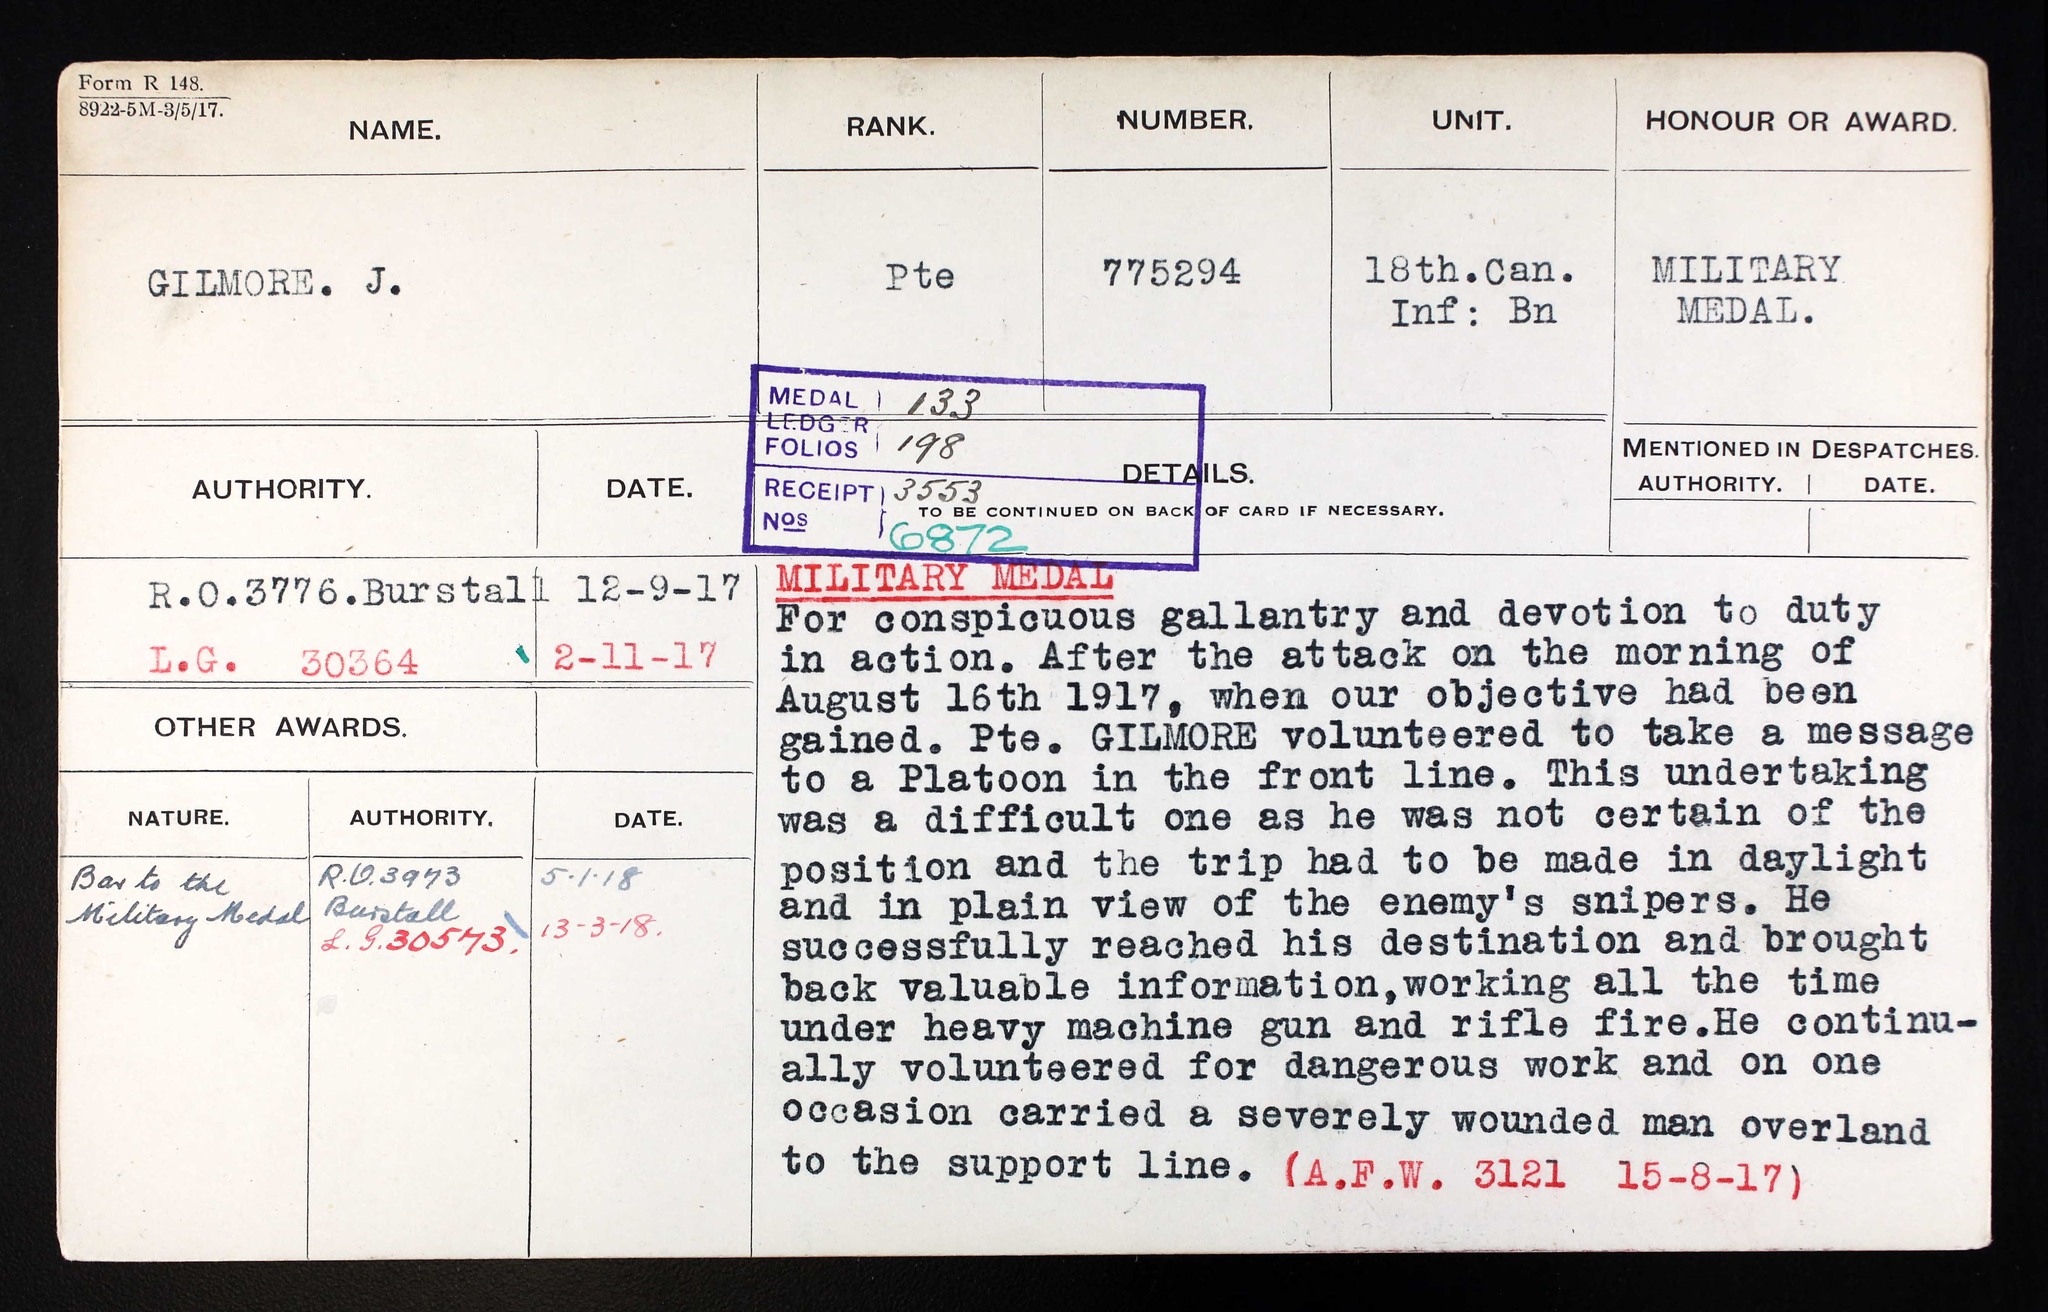 Form R 148.
8922-5M-3/5/17.
NAME.
RANK.
NUMBER.
UNIT.
HONOUR OR AWARD.
GILMORE. J.
Pte
775294
18th.Can.
Inf: Bn
MILITARY
MEDAL.
MEDAL 133
LEDGER
FOLIOS 198
RECEIPT 3553
Nos 6872
AUTHORITY.
DATE.
DETAILS.
TO BE CONTINUED ON BACK OF CARD IF NECESSARY.
MENTIONED IN DESPATCHES.
AUTHORITY. DATE.
R.O.3776.Burstall 12-9-17
L.G. 30364 2-11-17
OTHER AWARDS.
NATURE.
AUTHORITY.
DATE.
Bar to the
Military Medal
R.O.3973
Burstall
L.G.30573.
5.1.18
13-3-18.
MILITARY MEDAL
For conspicuous gallantry and devotion to duty
in action. After the attack on the morning of
August 16th 1917, when our objective had been
gained. Pte. GILMORE volunteered to take a message
to a Platoon in the front line. This undertaking
was a difficult one as he was not certain of the
position and the trip had to be made in daylight
and in plain view of the enemy's snipers. He
successfully reached his destination and brought
back valuable information,working all the time
under heavy machine gun and rifle fire.He continu-
ally volunteered for dangerous work and on one
occasion carried a severely wounded man overland
to the support line. (A.F.W. 3121 15-8-17)